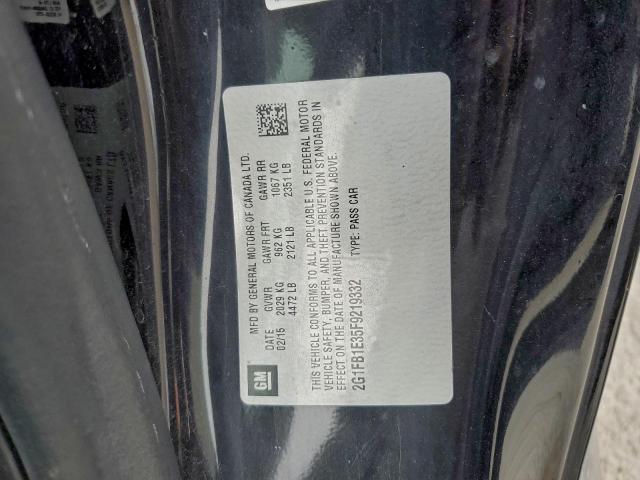 MFD BY GENERAL MOTORS OF CANADA LTD.
DATE GVWR GAWR FRT GAWR RR
02/15 2029 KG 962 KG 1067 KG
4472 LB 2121 LB 2351 LB
GM
THIS VEHICLE CONFORMS TO ALL APPLICABLE U.S. FEDERAL MOTOR
VEHICLE SAFETY, BUMPER, AND THEFT PREVENTION STANDARDS IN
EFFECT ON THE DATE OF MANUFACTURE SHOWN ABOVE.
2G1FB1E35F9219332 TYPE: PASS CAR